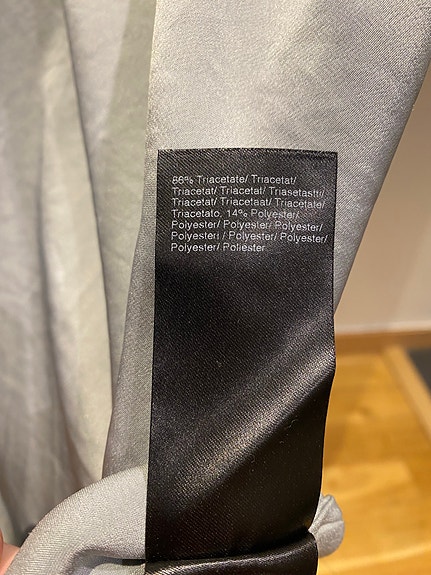 86% Triacetate/ Triacetat/
Triacetat/ Triacetat/ Triasetastti/
Triacetat/ Triacetaat/ Triacétate/
Triacetato, 14% Polyester/
Polyester/ Polyester/ Polyester/
Polyesteri / Polyester/ Polyester/
Polyester/ Poliester